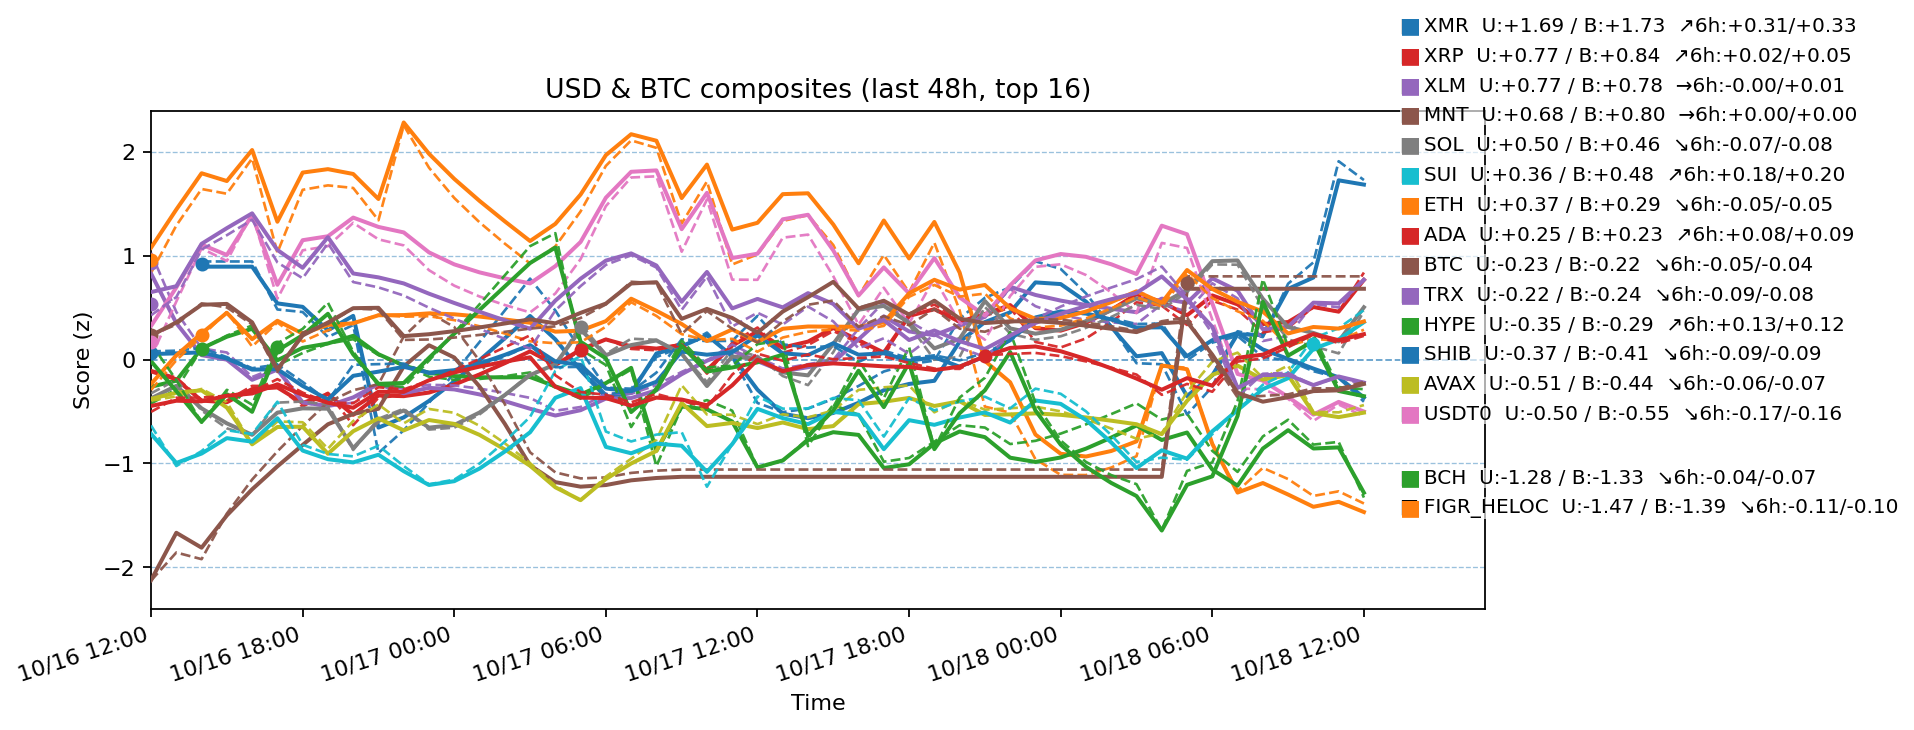 USD & BTC composites (last 48h, top 16)
XMR U:+1.69 / B:+1.73 ↗6h:+0.31/+0.33
XRP U:+0.77 / B:+0.84 ↗6h:+0.02/+0.05
XLM U:+0.77 / B:+0.78 →6h:-0.00/+0.01
MNT U:+0.68 / B:+0.80 →6h:+0.00/+0.00
SOL U:+0.50 / B:+0.46 ↘6h:-0.07/-0.08
SUI U:+0.36 / B:+0.48 ↗6h:+0.18/+0.20
ETH U:+0.37 / B:+0.29 ↘6h:-0.05/-0.05
ADA U:+0.25 / B:+0.23 ↗6h:+0.08/+0.09
BTC U:-0.23 / B:-0.22 ↘6h:-0.05/-0.04
TRX U:-0.22 / B:-0.24 ↘6h:-0.09/-0.08
HYPE U:-0.35 / B:-0.29 ↗6h:+0.13/+0.12
SHIB U:-0.37 / B:-0.41 ↘6h:-0.09/-0.09
AVAX U:-0.51 / B:-0.44 ↘6h:-0.06/-0.07
USDT0 U:-0.50 / B:-0.55 ↘6h:-0.17/-0.16
BCH U:-1.28 / B:-1.33 ↘6h:-0.04/-0.07
FIGR_HELOC U:-1.47 / B:-1.39 ↘6h:-0.11/-0.10
Score (z)
2
1
0
−1
−2
10/16 12:00
10/16 18:00
10/17 00:00
10/17 06:00
10/17 12:00
10/17 18:00
10/18 00:00
10/18 06:00
10/18 12:00
Time